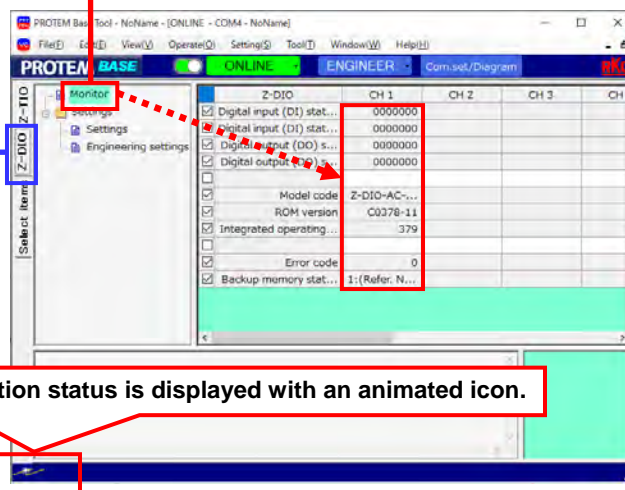 PROTEM Base Tool - NoName - [ONLINE - COM4 - NoName]
File(F) Edit(E) View(V) Operate(O) Setting(S) Tool(T) Window(W) Help(H)
PROTEM BASE ONLINE ENGINEER Com.set/Diagram
Select items Z-DIO Z-TIO
Monitor
Settings
Settings
Engineering settings
Z-DIO CH 1 CH 2 CH 3 CH
Digital input (DI) stat... 0000000
Digital input (DI) stat... 0000000
Digital output (DO) s... 0000000
Digital output (DO) s... 0000000
Model code Z-DIO-AC-...
ROM version C0378-11
Integrated operating... 379
Error code 0
Backup memory stat... 1:(Refer. N...
tion status is displayed with an animated icon.